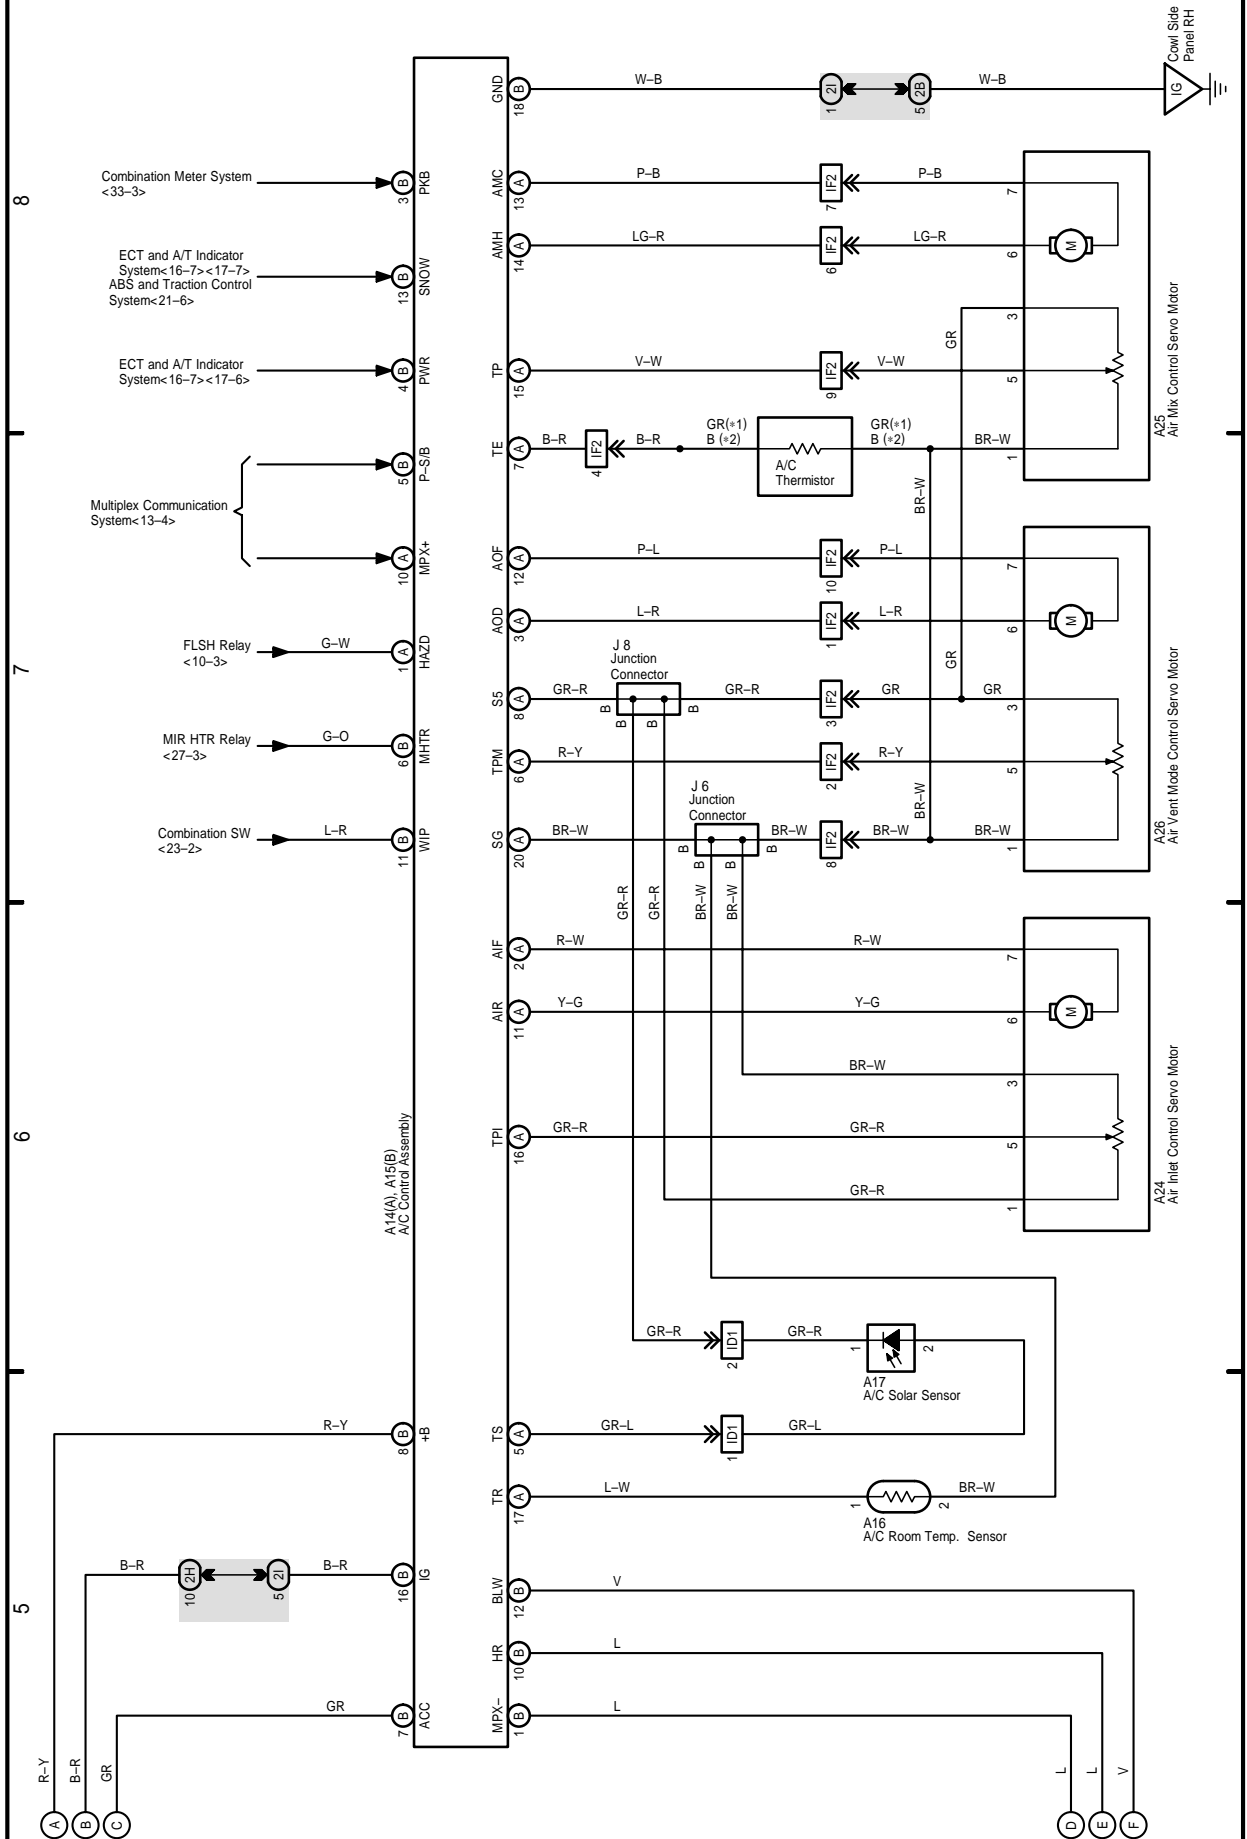 8
7
6
5
W–B
W–B
GND
18
B
1
2I
5
2B
IG
Cowl Side
Panel RH
Combination Meter System
<33–3>
3
B
PKB
AMC
13
A
P–B
IF2
7
P–B
7
ECT and A/T Indicator
System<16–7><17–7>
ABS and Traction Control
System<21–6>
13
B
SNOW
AMH
14
A
LG–R
IF2
6
LG–R
6
M
3
GR
ECT and A/T Indicator
System<16–7><17–6>
4
B
PWR
TP
15
A
V–W
IF2
9
V–W
5
A25
Air Mix Control Servo Motor
TE
7
A
B–R
IF2
4
B–R
GR(*1)
B (*2)
A/C
Thermistor
GR(*1)
B (*2)
BR–W
1
BR–W
Multiplex Communication
System<13–4>
5
B
P–S/B
10
A
MPX+
AOF
12
A
P–L
IF2
10
P–L
7
AOD
3
A
L–R
IF2
1
L–R
6
M
FLSH Relay
<10–3>
G–W
1
A
HAZD
J 8
Junction
Connector
S5
8
A
GR–R
B
B
B
B
GR–R
IF2
3
GR
GR
GR
3
MIR HTR Relay
<27–3>
G–O
6
B
MHTR
TPM
6
A
R–Y
IF2
2
R–Y
5
A26
Air Vent Mode Control Servo Motor
J 6
Junction
Connector
BR–W
Combination SW
<23–2>
L–R
11
B
WIP
SG
20
A
BR–W
B
B
B
B
BR–W
IF2
8
BR–W
BR–W
1
GR–R
GR–R
BR–W
BR–W
AIF
2
A
R–W
R–W
7
AIR
11
A
Y–G
Y–G
6
M
BR–W
3
TPI
16
A
GR–R
GR–R
5
GR–R
1
A24
Air Inlet Control Servo Motor
A14(A), A15(B)
A/C Control Assembly
GR–R
ID1
2
GR–R
1
2
A17
A/C Solar Sensor
R–Y
8
B
+B
TS
5
A
GR–L
ID1
1
GR–L
TR
17
A
L–W
1
2
BR–W
A16
A/C Room Temp. Sensor
B–R
10
2H
5
2I
B–R
16
B
IG
BLW
12
B
V
HR
10
B
L
GR
7
B
ACC
MPX–
1
B
L
R–Y
B–R
GR
A
B
C
L
L
V
D
E
F